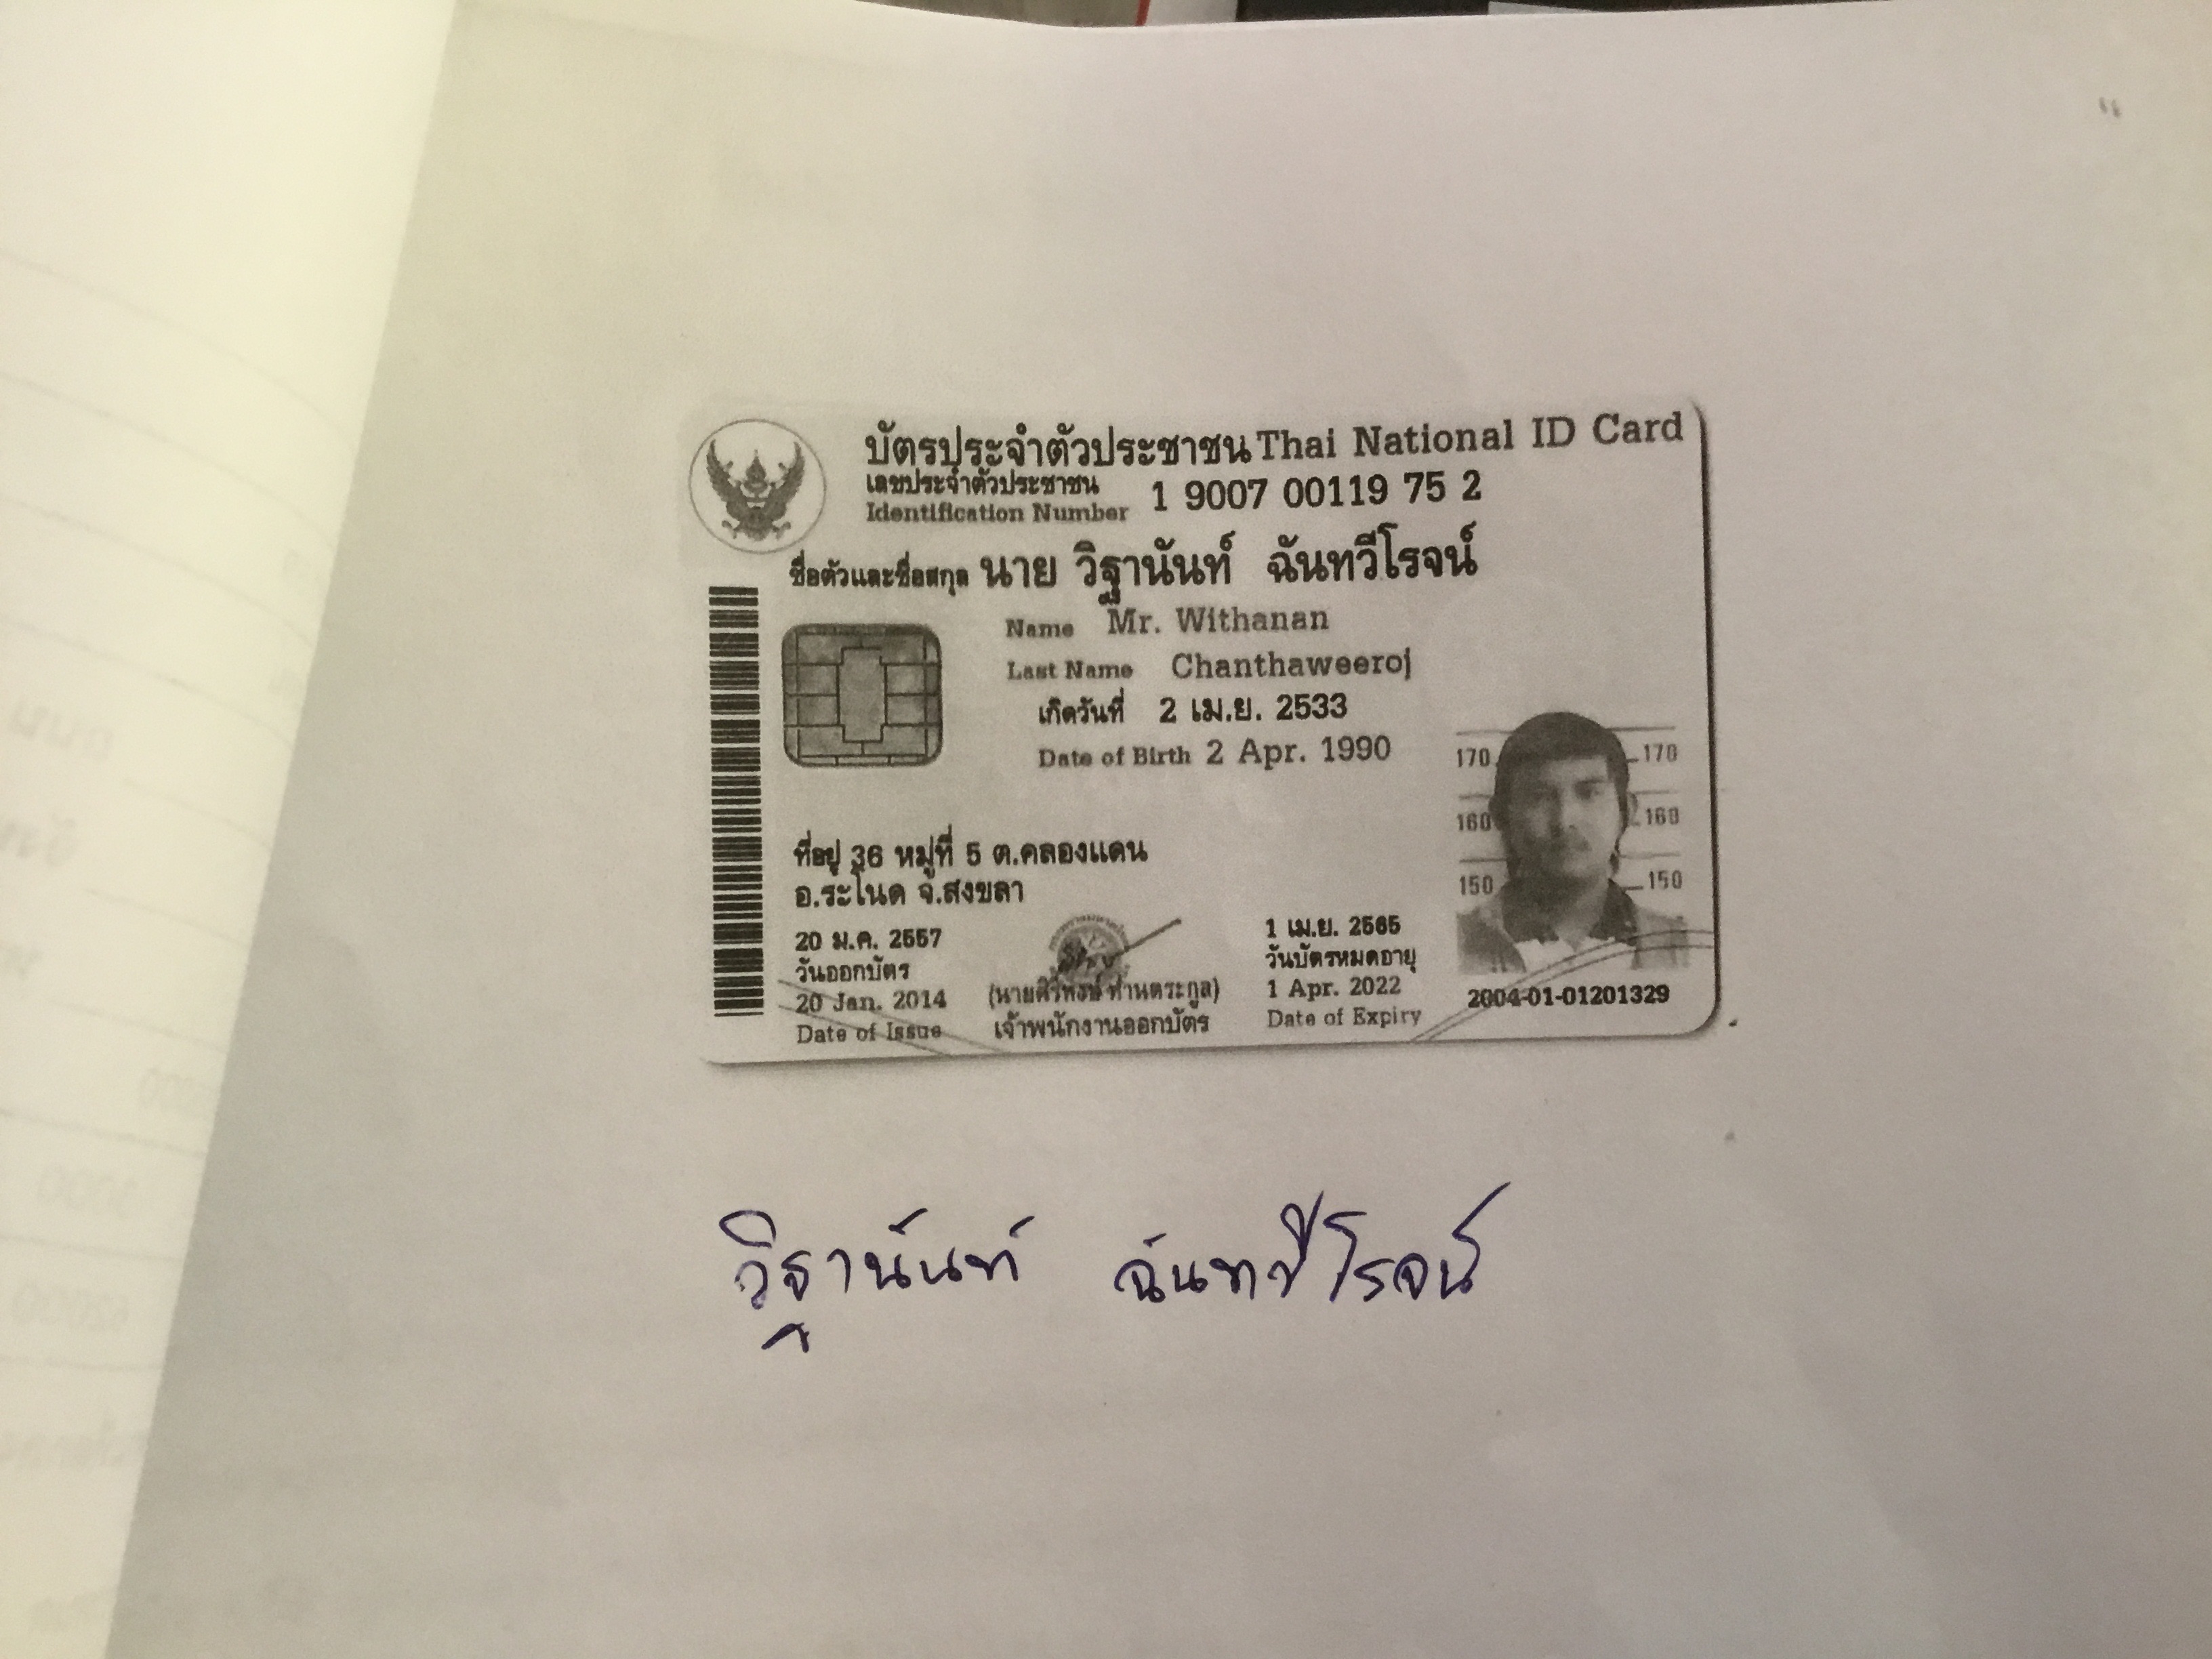 บัตรประจำตัวประชาชน Thai National ID Card
เลขประจำตัวประชาชน
Identification Number 1 9007 00119 75 2
ชื่อตัวและชื่อสกุล นาย วิฐานันท์ ฉันทวีโรจน์
Name Mr. Withanan
Last Name Chanthaweeroj
เกิดวันที่ 2 เม.ย. 2533
Date of Birth 2 Apr. 1990
170 170
160 160
150 150
ที่อยู่ 36 หมู่ที่ 5 ต.คลองแดน
อ.ระโนด จ.สงขลา
20 ม.ค. 2557
วันออกบัตร
20 Jan. 2014
Date of Issue
เจ้าพนักงานออกบัตร
1 เม.ย. 2565
วันบัตรหมดอายุ
1 Apr. 2022
Date of Expiry
2004-01-01201329
วิฐานันท์ ฉันทวีโรจน์